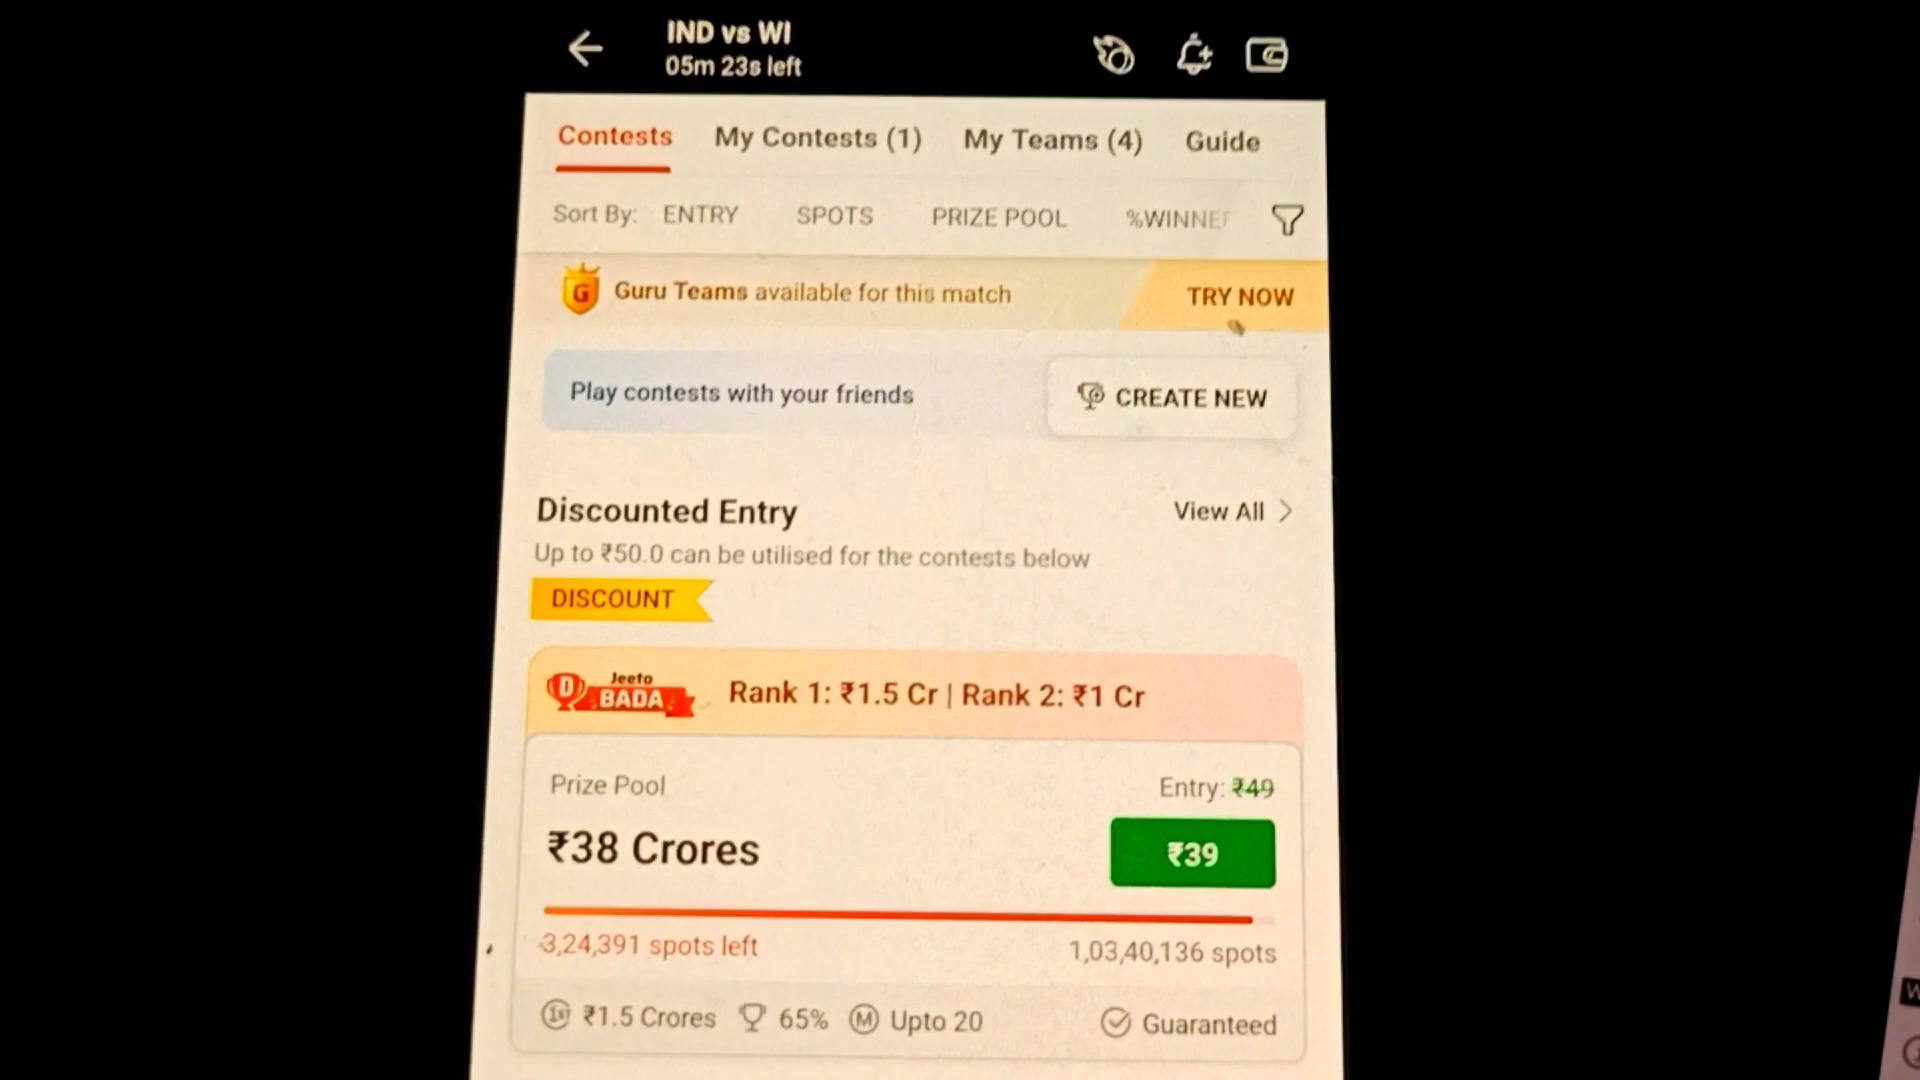 IND vs WI
05m 23s left
Contests My Contests (1) My Teams (4) Guide
Sort By: ENTRY SPOTS PRIZE POOL %WINNE
G Guru Teams available for this match TRY NOW
Play contests with your friends CREATE NEW
Discounted Entry View All
Up to ₹50.0 can be utilised for the contests below
DISCOUNT
D Jeeto BADA Rank 1: ₹1.5 Cr | Rank 2: ₹1 Cr
Prize Pool Entry: ₹49
₹38 Crores ₹39
3,24,391 spots left 1,03,40,136 spots
1st ₹1.5 Crores 65% M Upto 20 Guaranteed